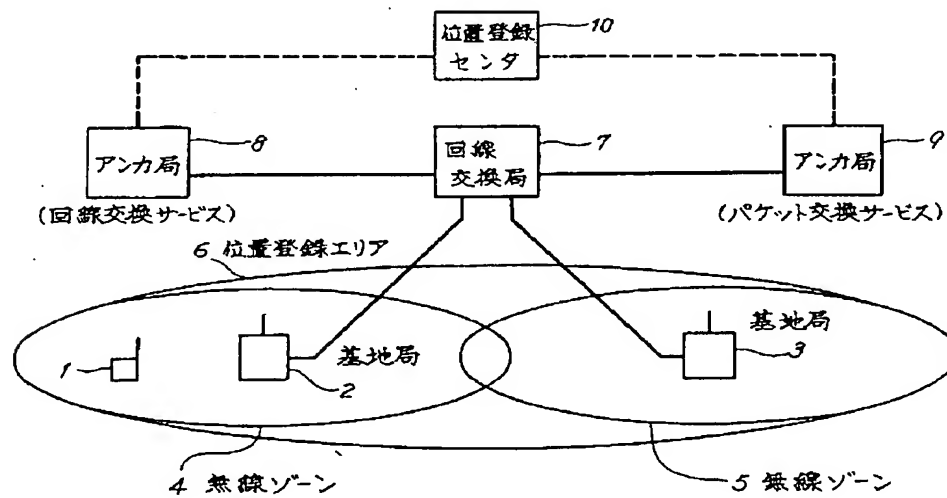 位置登録
センタ
10
アンカ局
8
(回線交換サービス)
回線
交換局
7
アンカ局
9
(パケット交換サービス)
6 位置登録エリア
1
基地局
2
基地局
3
4 無線ゾーン
5 無線ゾーン